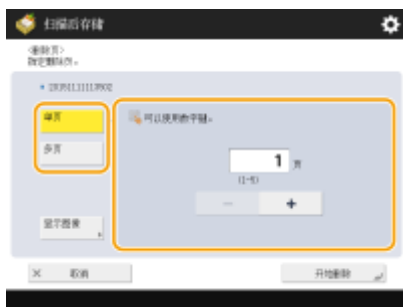 扫描后存储
<删除页>
指定删除页。
单页
可以使用数字键。
多页
1 页
(1-5)
- +
显示图像
× 取消
开始删除